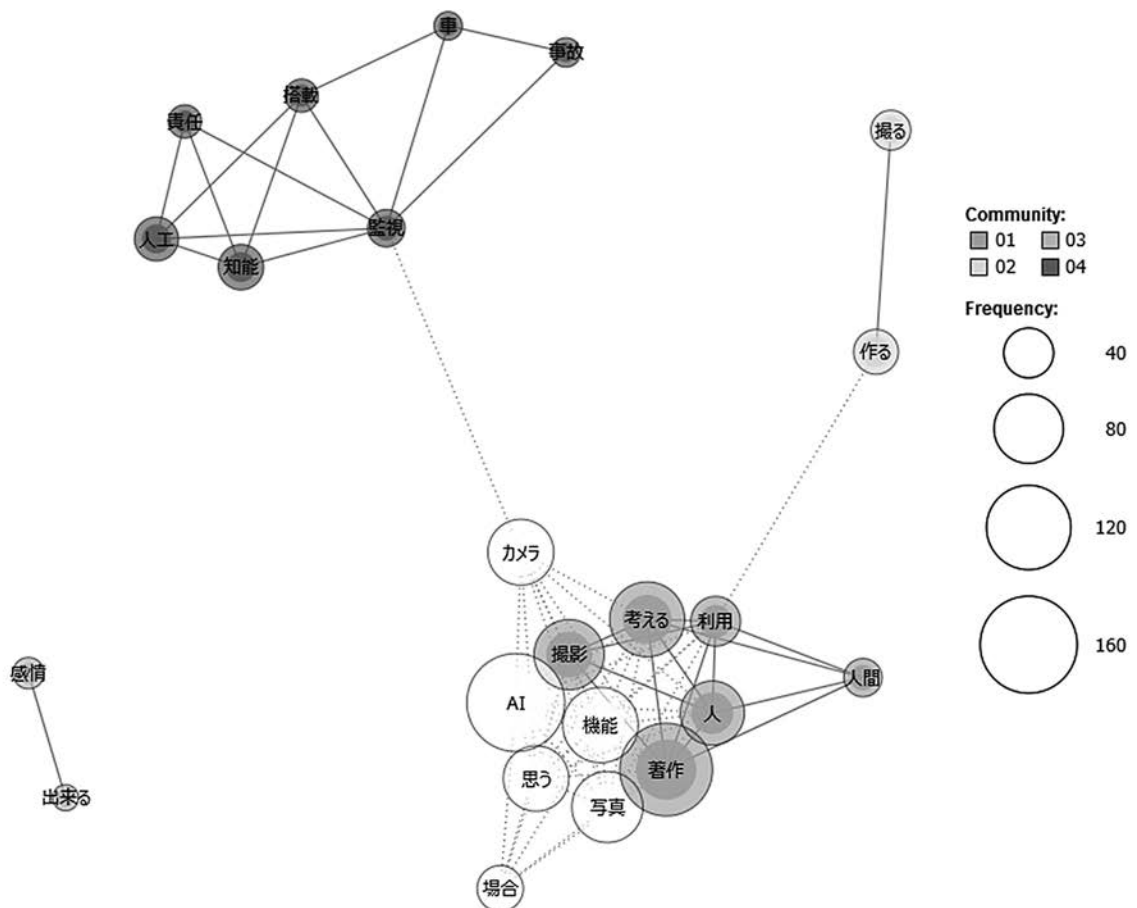 車
事故
搭載
責任
撮る
人工
知能
監視
Community:
01 03
02 04
Frequency:
40
作る
80
120
カメラ
考える
利用
160
撮影
感情
人間
AI
機能
人
著作
思う
出来る
写真
場合